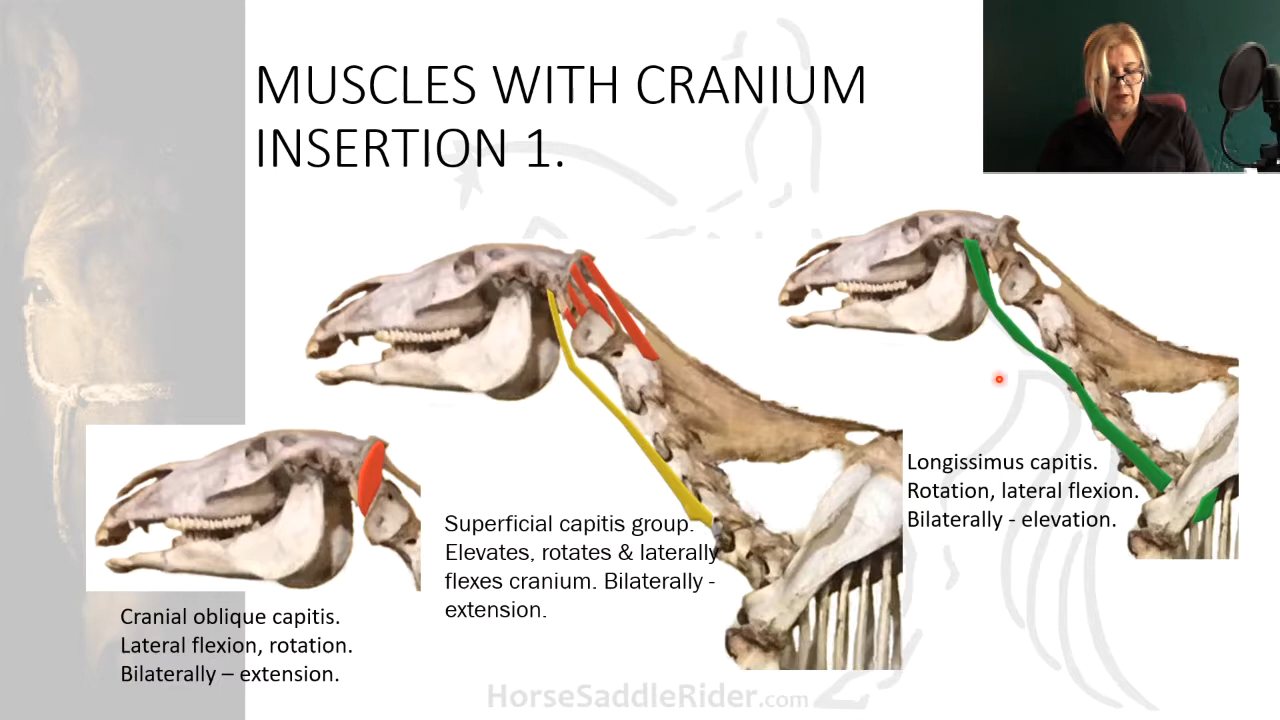 MUSCLES WITH CRANIUM
INSERTION 1.
Longissimus capitis.
Rotation, lateral flexion.
Bilaterally - elevation.
Superficial capitis group.
Elevates, rotates & laterally
flexes cranium. Bilaterally -
extension.
Cranial oblique capitis.
Lateral flexion, rotation.
Bilaterally – extension.
HorseSaddleRider.com